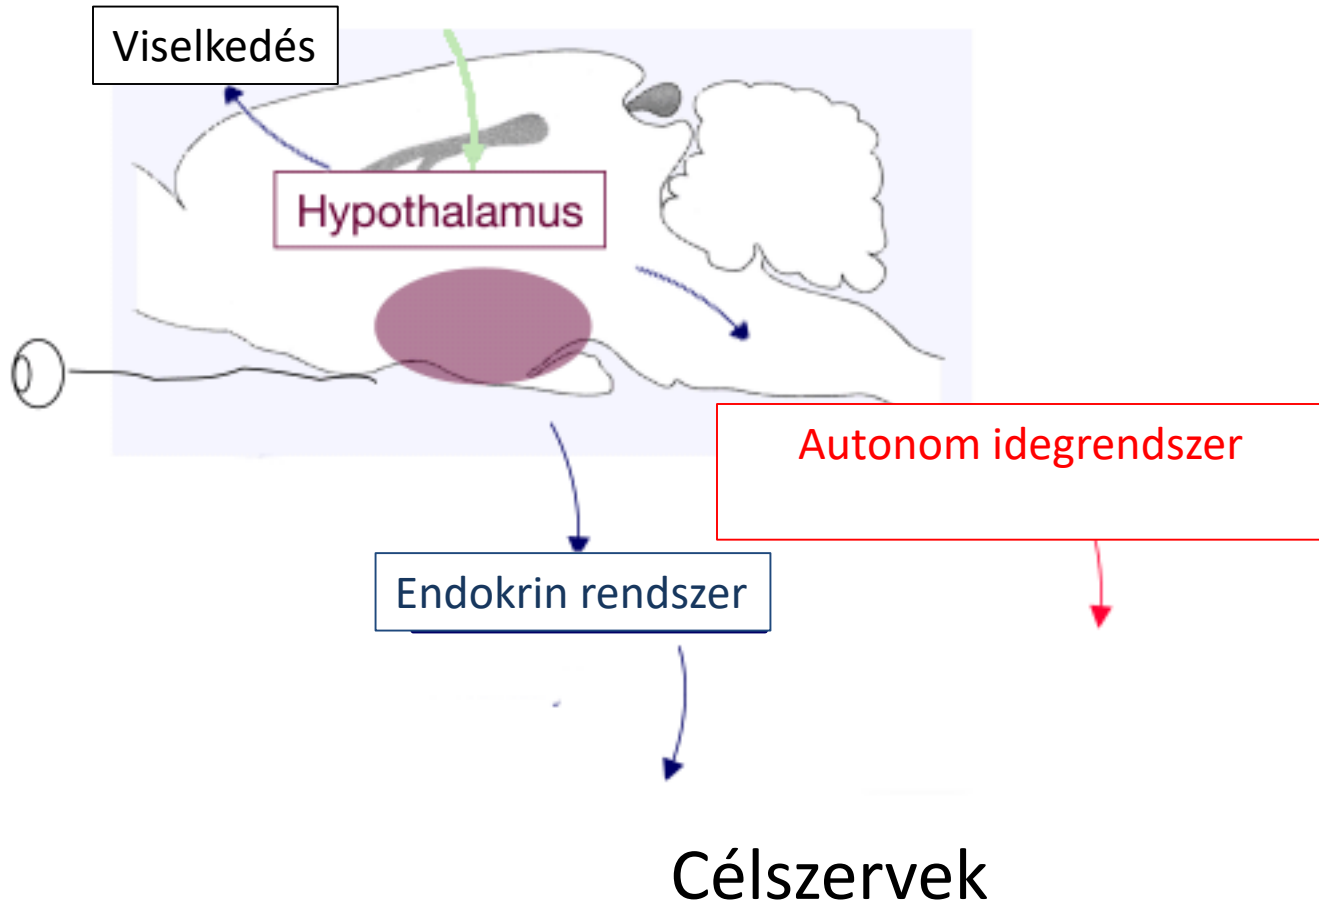 Viselkedés
Hypothalamus
Autonom idegrendszer
Endokrin rendszer
Célszervek